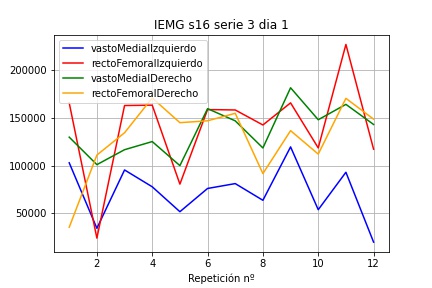 IEMG s16 serie 3 dia 1
vastoMedialIzquierdo
rectoFemoralIzquierdo
vastoMedialDerecho
rectoFemoralDerecho
200000
150000
100000
50000
2 4 6 8 10 12
Repetición nº